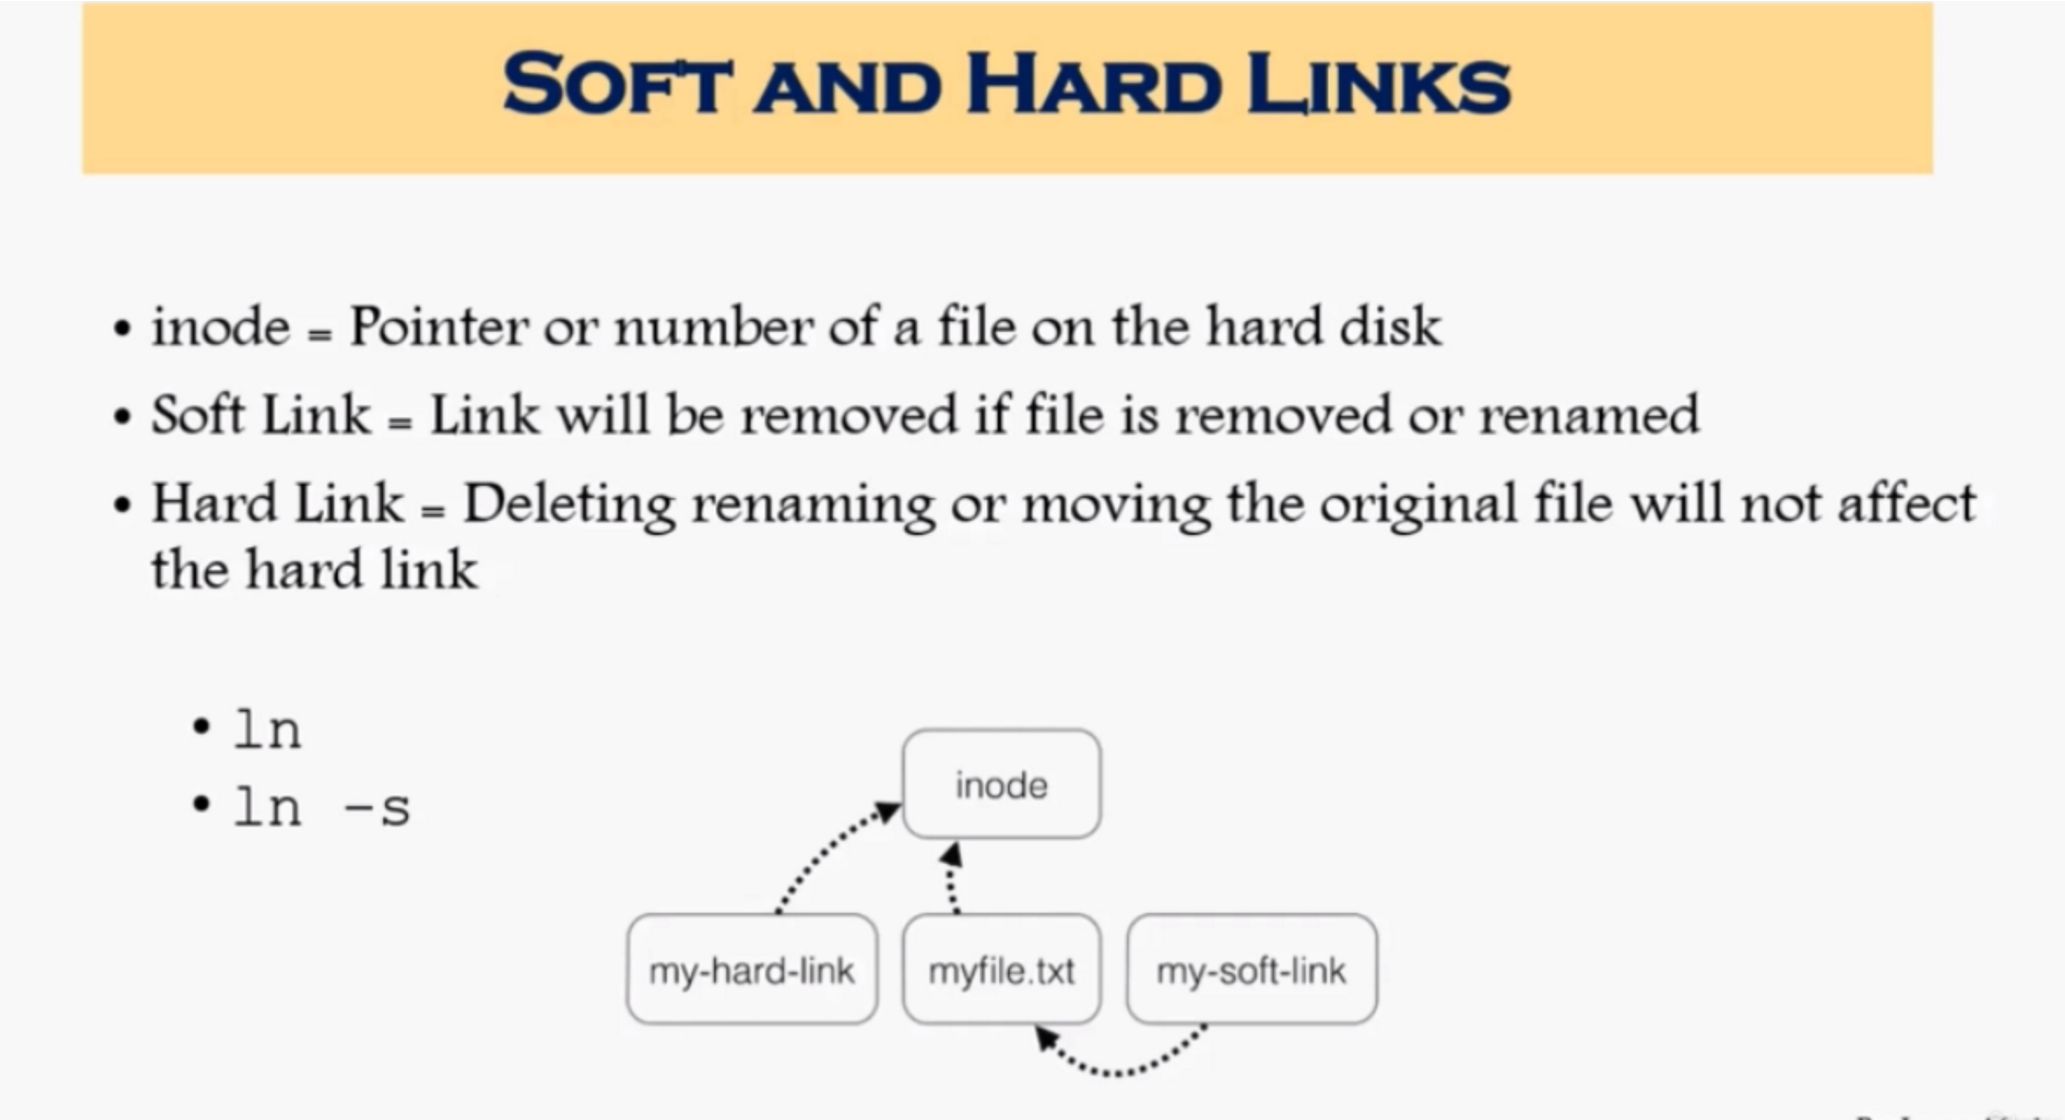 SOFT AND HARD LINKS
• inode = Pointer or number of a file on the hard disk
• Soft Link = Link will be removed if file is removed or renamed
• Hard Link = Deleting renaming or moving the original file will not affect
the hard link
• ln
• ln -s
inode
my-hard-link
myfile.txt
my-soft-link